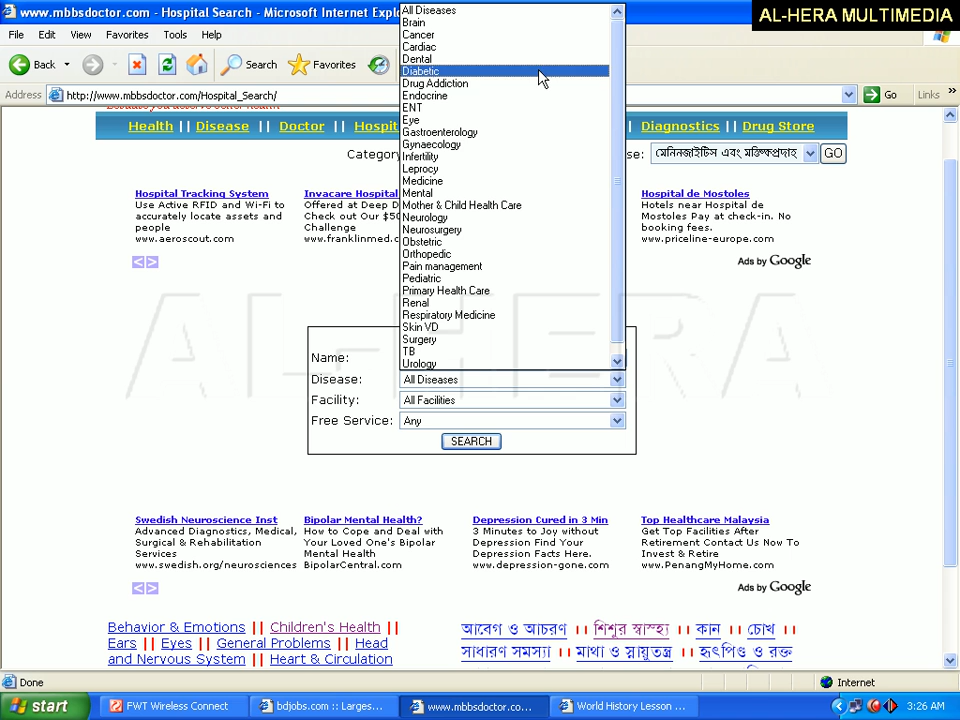 www.mbbsdoctor.com - Hospital Search - Microsoft Internet Explo
AL-HERA MULTIMEDIA
File Edit View Favorites Tools Help
Back Search Favorites
Address http://www.mbbsdoctor.com/Hospital_Search/ Go Links »
Health || Disease || Doctor || Hospit || Diagnostics || Drug Store
Category
se: মেনিনজাইটিস এবং মস্তিষ্কপ্রদাহ GO
All Diseases
Brain
Cancer
Cardiac
Dental
Diabetic
Drug Addiction
Endocrine
ENT
Eye
Gastroenterology
Gynaecology
Infertility
Leprocy
Medicine
Mental
Mother & Child Health Care
Neurology
Neurosurgery
Obstetric
Orthopedic
Pain management
Pediatric
Primary Health Care
Renal
Respiratory Medicine
Skin VD
Surgery
TB
Urology
Hospital Tracking System
Use Active RFID and Wi-Fi to
accurately locate assets and
people
www.aeroscout.com
Invacare Hospital
Offered at Deep D
Check out Our $50
Challenge
www.franklinmed.c
Hospital de Mostoles
Hotels near Hospital de
Mostoles Pay at check-in. No
booking fees.
www.priceline-europe.com
Ads by Google
AL-HERA
Name:
Disease: All Diseases
Facility: All Facilities
Free Service: Any
SEARCH
Swedish Neuroscience Inst
Advanced Diagnostics, Medical,
Surgical & Rehabilitation
Services
www.swedish.org/neurosciences
Bipolar Mental Health?
How to Cope and Deal with
Your Loved One's Bipolar
Mental Health
BipolarCentral.com
Depression Cured in 3 Min
3 Minutes to Joy without
Depression Find Your
Depression Facts Here.
www.depression-gone.com
Top Healthcare Malaysia
Get Top Facilities After
Retirement Contact Us Now To
Invest & Retire
www.PenangMyHome.com
Ads by Google
Behavior & Emotions || Children's Health ||
Ears || Eyes || General Problems || Head
and Nervous System || Heart & Circulation
আবেগ ও আচরণ || শিশুর স্বাস্হ্য || কান || চোখ ||
সাধারণ সমস্যা || মাথা ও স্নায়ুতন্ত্র || হৃৎপিণ্ড ও রক্ত
Done Internet
start FWT Wireless Connect bdjobs.com :: Larges... www.mbbsdoctor.co... World History Lesson ... 3:26 AM